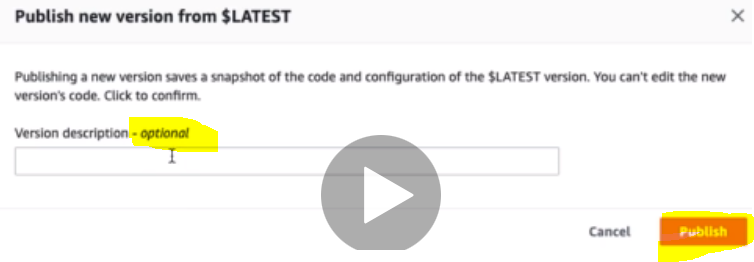 Publish new version from $LATEST
Publishing a new version saves a snapshot of the code and configuration of the $LATEST version. You can't edit the new
version's code. Click to confirm.
Version description - optional
Cancel
Publish